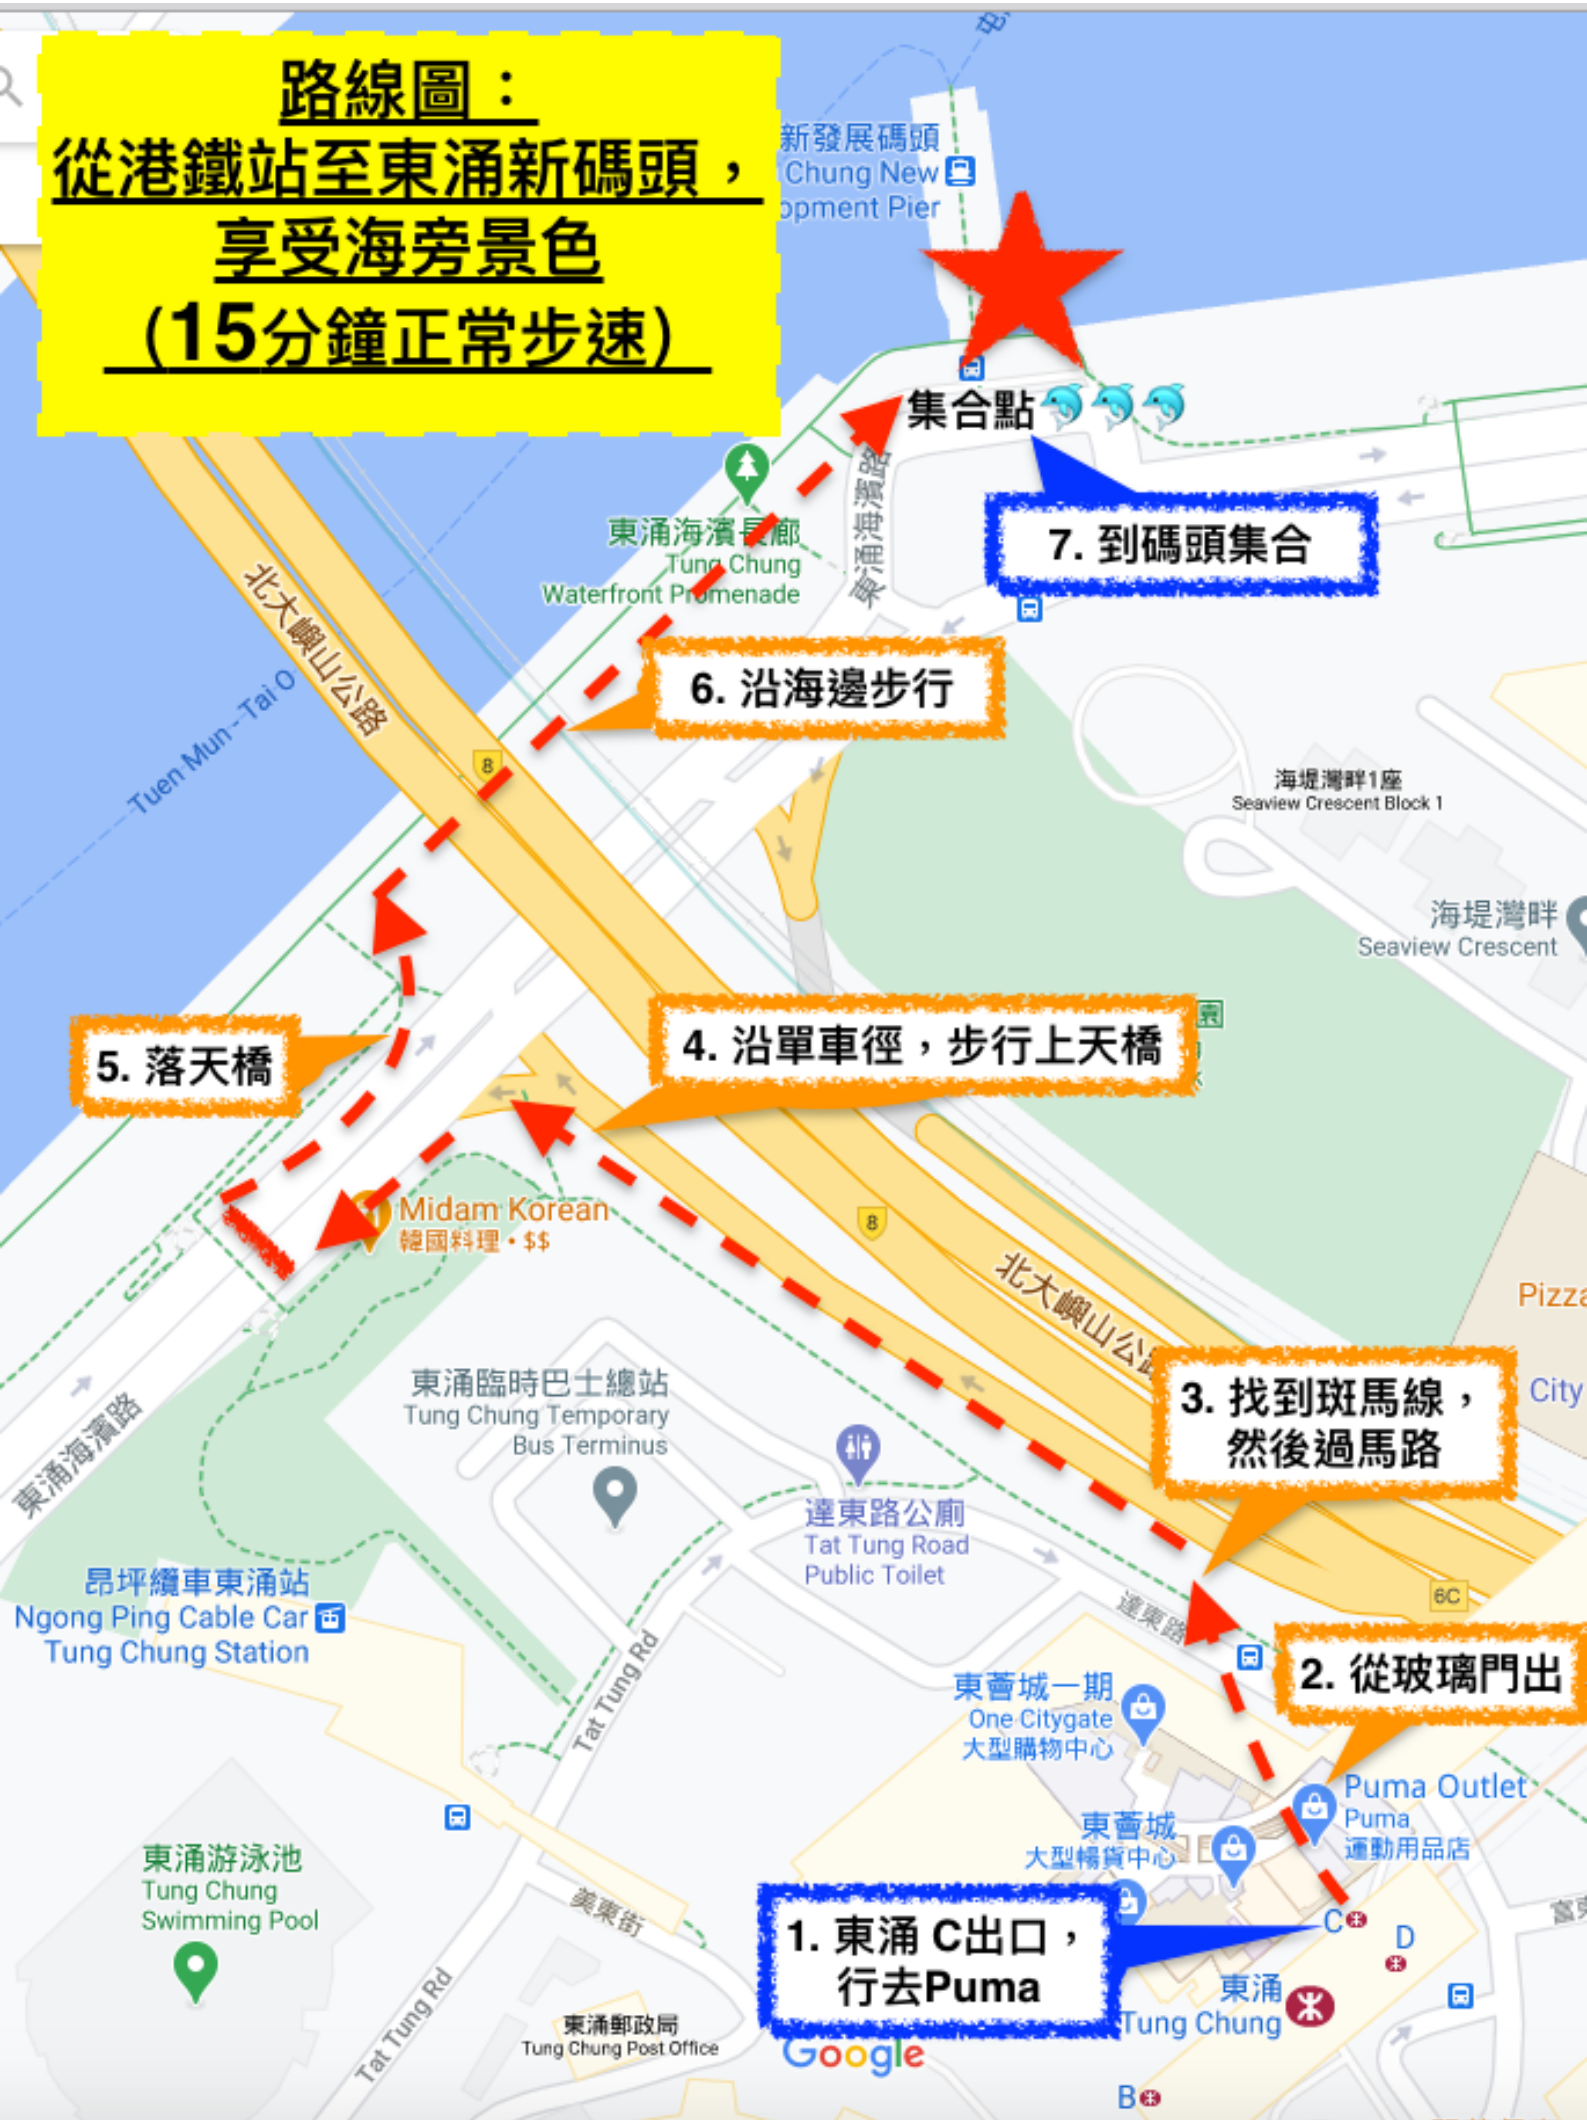 路線圖：
從港鐵站至東涌新碼頭，
享受海旁景色
（15分鐘正常步速）
新發展碼頭
Chung New
opment Pier
集合點
7. 到碼頭集合
東涌海濱長廊
Tung Chung
Waterfront Promenade
東涌海濱路
北大嶼山公路
Tuen Mun - Tai O
6. 沿海邊步行
8
海堤灣畔1座
Seaview Crescent Block 1
海堤灣畔
Seaview Crescent
4. 沿單車徑，步行上天橋
5. 落天橋
Midam Korean
韓國料理・$$
8
北大嶼山公路
Pizza
City
3. 找到斑馬線，
然後過馬路
東涌臨時巴士總站
Tung Chung Temporary
Bus Terminus
東涌海濱路
達東路公廁
Tat Tung Road
Public Toilet
昂坪纜車東涌站
Ngong Ping Cable Car
Tung Chung Station
6C
達東路
Tat Tung Rd
2. 從玻璃門出
東薈城一期
One Citygate
大型購物中心
Puma Outlet
Puma
運動用品店
東薈城
大型暢貨中心
東涌游泳池
Tung Chung
Swimming Pool
美東街
1. 東涌 C出口，
行去Puma
C
D
東涌
Tung Chung
Tat Tung Rd
東涌郵政局
Tung Chung Post Office
Google
B